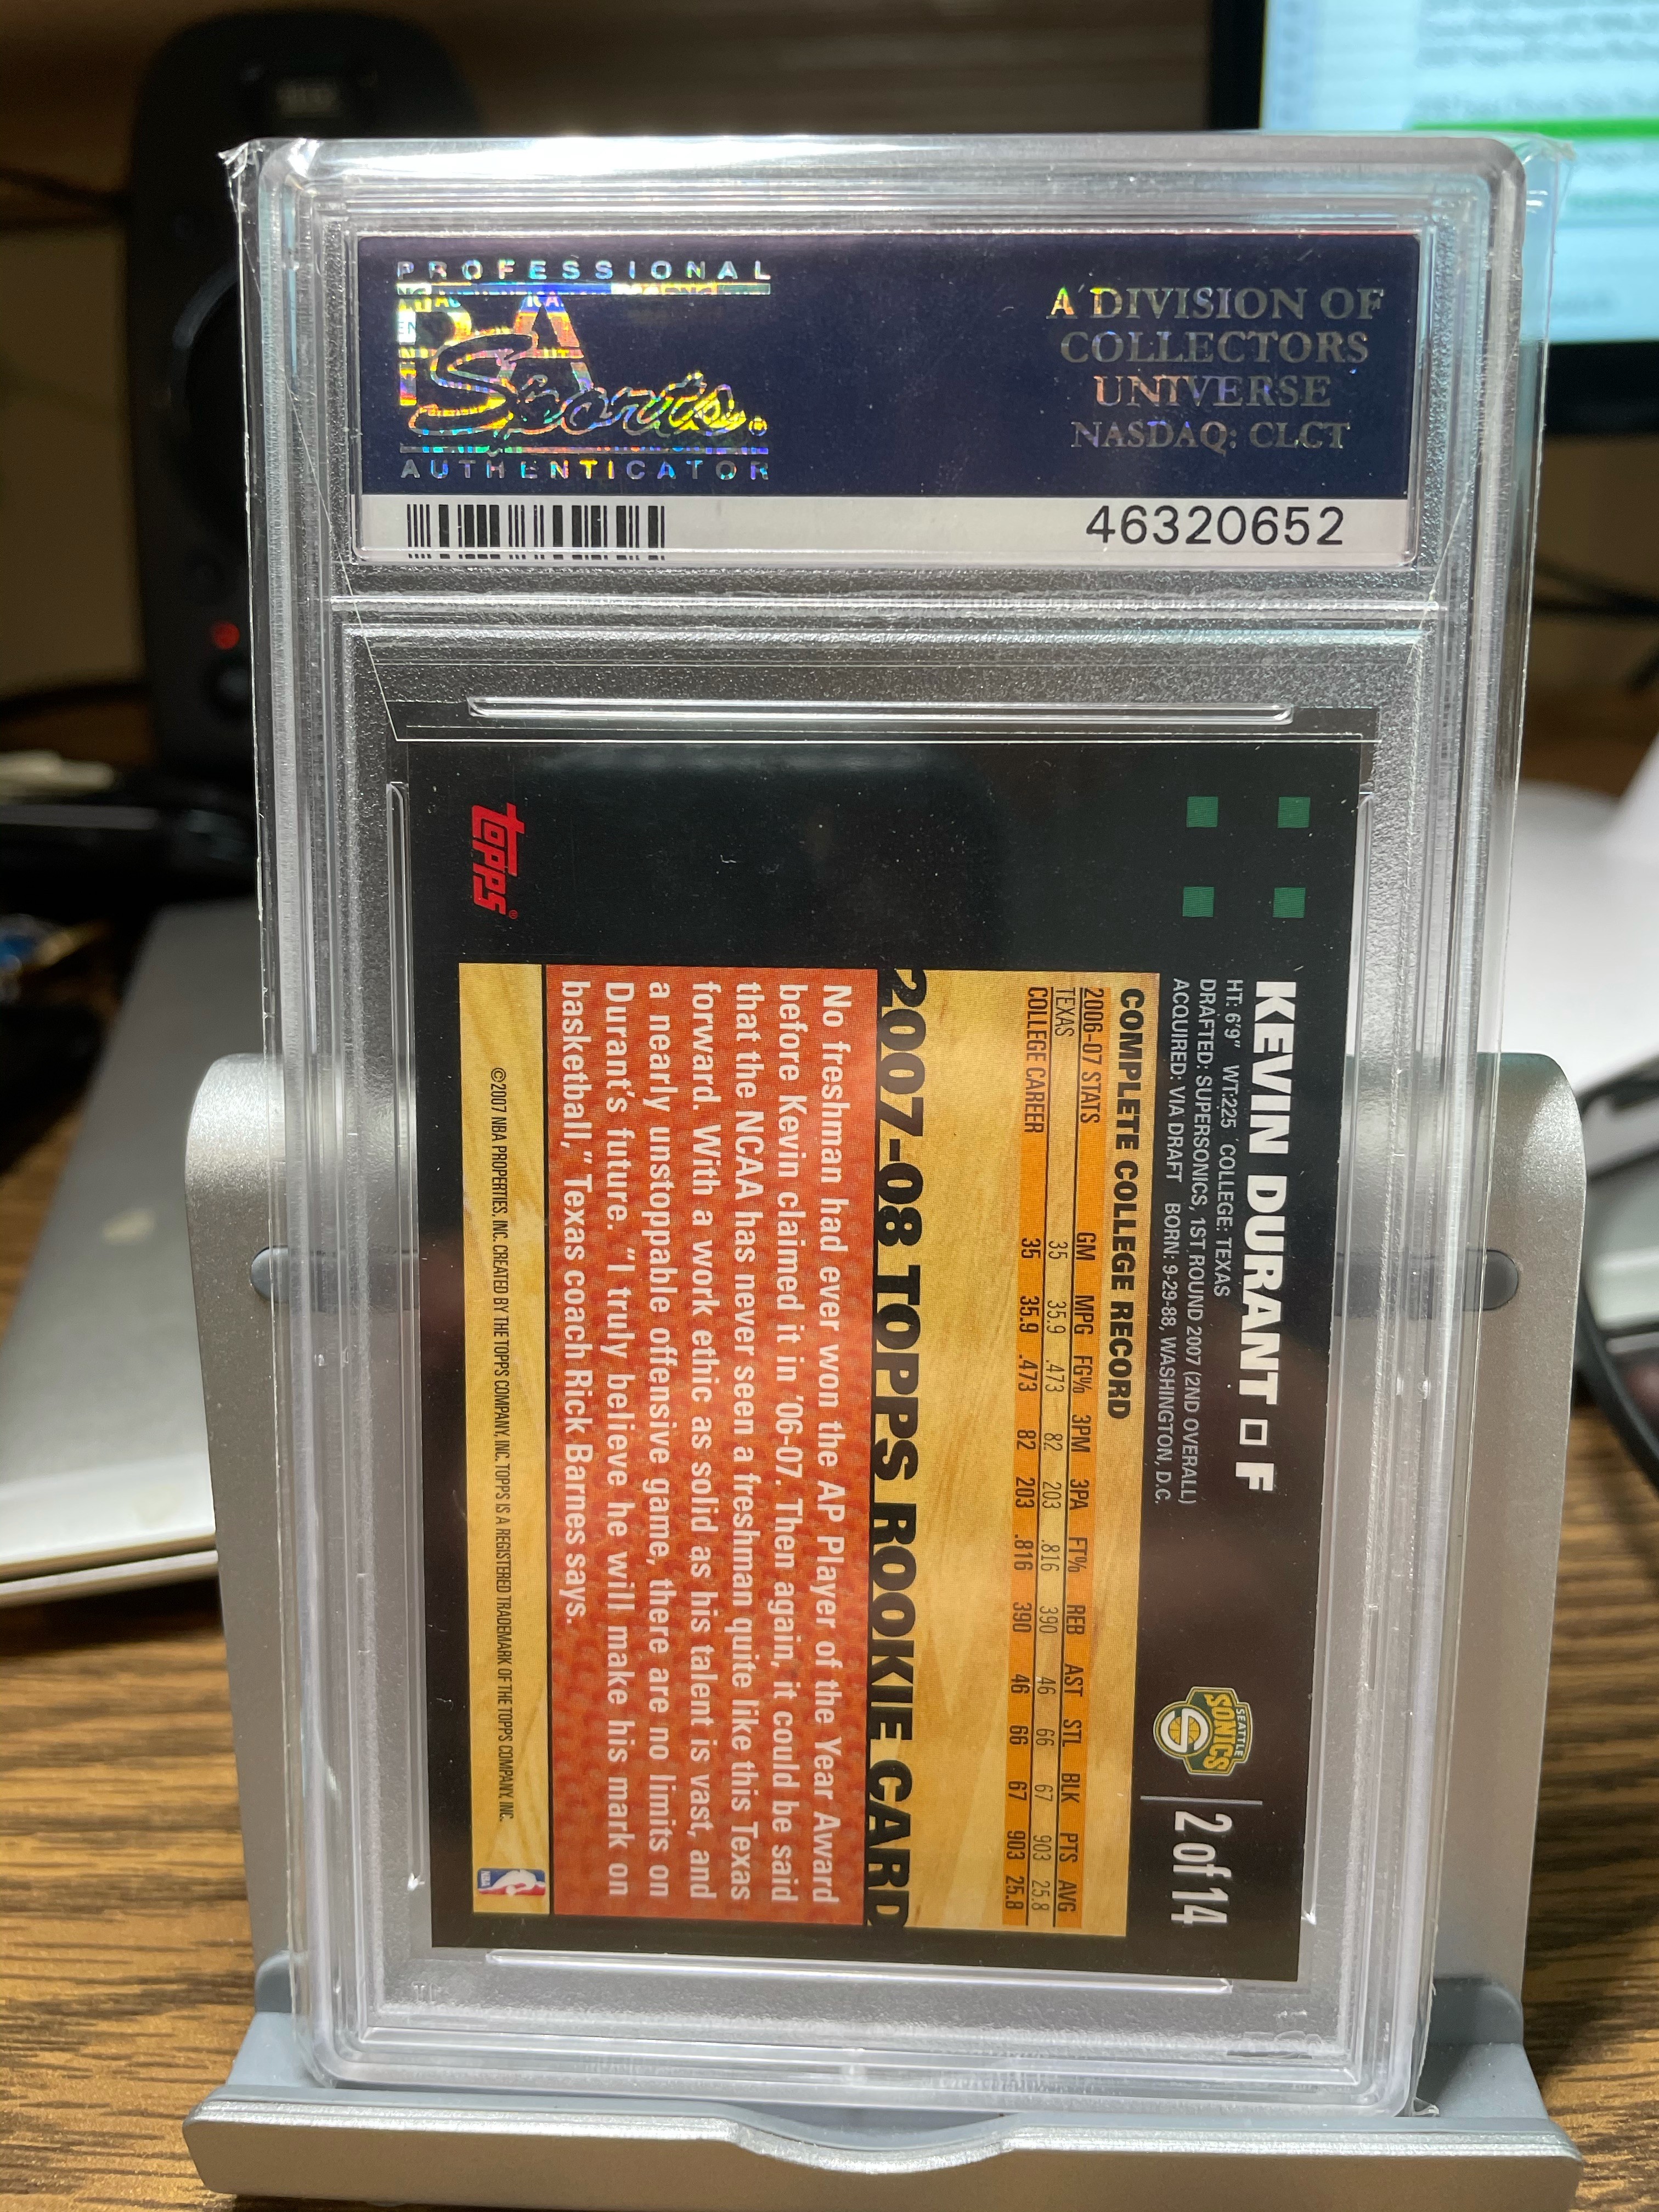 PROFESSIONAL
PSA
Sports®
AUTHENTICATOR
A DIVISION OF
COLLECTORS
UNIVERSE
NASDAQ: CLCT
46320652
KEVIN DURANT ◻ F
HT: 6'9" WT:225 COLLEGE: TEXAS
DRAFTED: SUPERSONICS, 1ST ROUND 2007 (2ND OVERALL)
ACQUIRED: VIA DRAFT BORN: 9-29-88, WASHINGTON, D.C.
SEATTLE
SONICS
2 of 14
COMPLETE COLLEGE RECORD
2006-07 STATS GM MPG FG% 3PM 3PA FT% REB AST STL BLK PTS AVG
TEXAS 35 35.9 .473 82 203 .816 390 46 66 67 903 25.8
COLLEGE CAREER 35 35.9 .473 82 203 .816 390 46 66 67 903 25.8
2007-08 TOPPS ROOKIE CARD
No freshman had ever won the AP Player of the Year Award
before Kevin claimed it in '06-07. Then again, it could be said
that the NCAA has never seen a freshman quite like this Texas
forward. With a work ethic as solid as his talent is vast, and
a nearly unstoppable offensive game, there are no limits on
Durant's future. "I truly believe he will make his mark on
basketball," Texas coach Rick Barnes says.
©2007 NBA PROPERTIES, INC. CREATED BY THE TOPPS COMPANY, INC. TOPPS IS A REGISTERED TRADEMARK OF THE TOPPS COMPANY, INC.
NBA
topps®